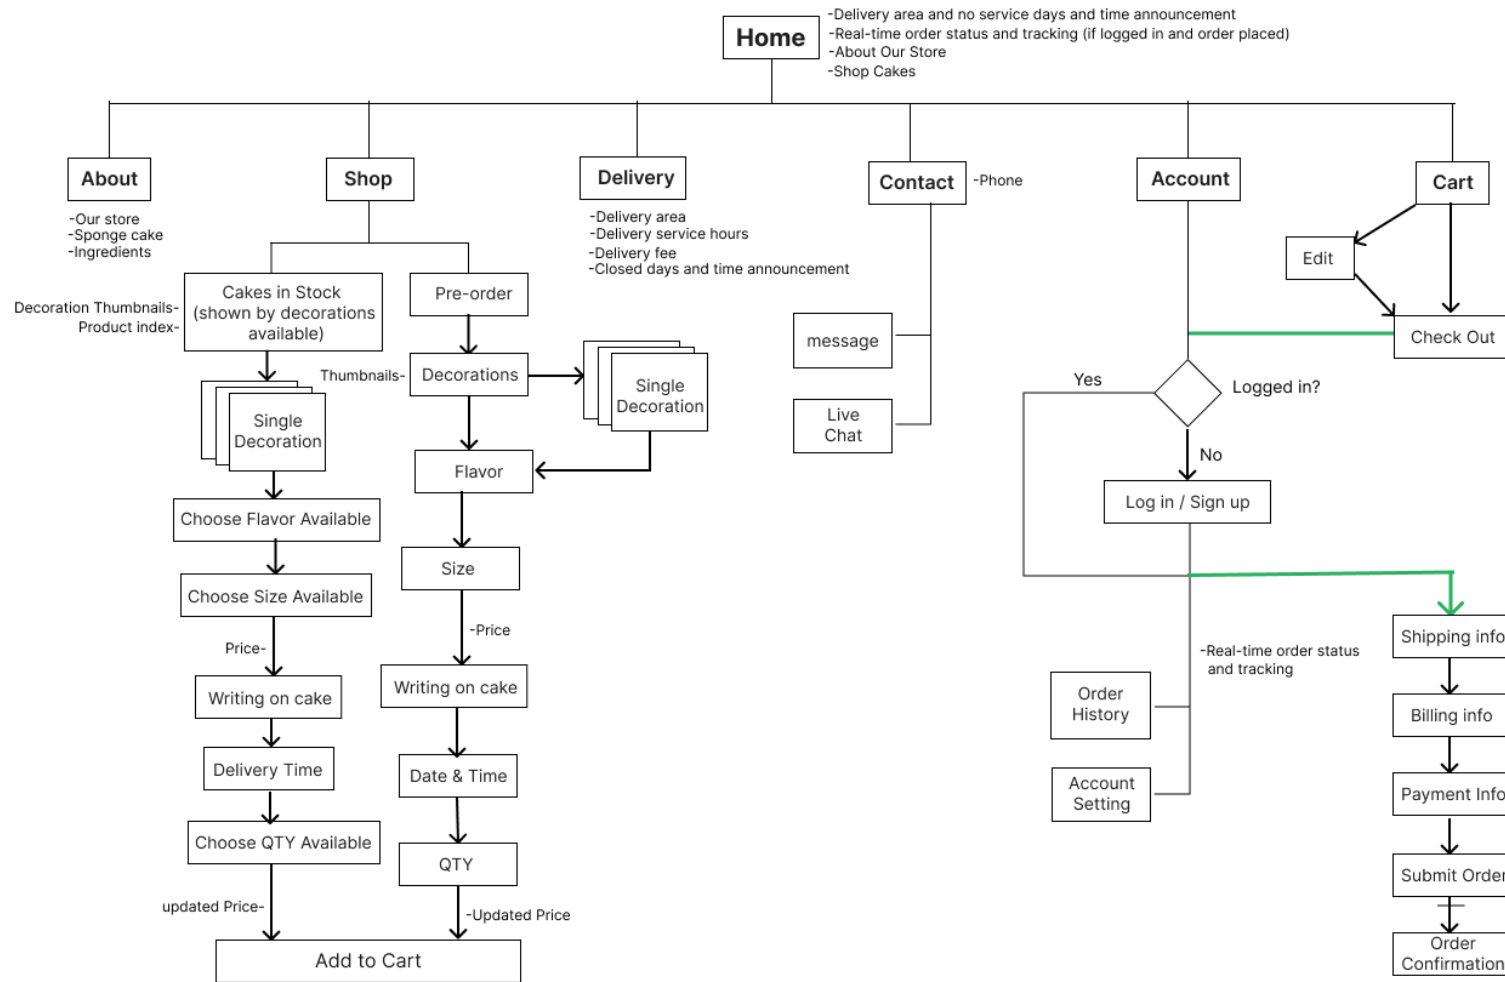 Home
-Delivery area and no service days and time announcement
-Real-time order status and tracking (if logged in and order placed)
-About Our Store
-Shop Cakes
About
-Our store
-Sponge cake
-Ingredients
Shop
Delivery
-Delivery area
-Delivery service hours
-Delivery fee
-Closed days and time announcement
Contact
-Phone
Account
Cart
Decoration Thumbnails-
Product index-
Cakes in Stock
(shown by decorations
available)
Single
Decoration
Choose Flavor Available
Choose Size Available
Price-
Writing on cake
Delivery Time
Choose QTY Available
updated Price-
Pre-order
Thumbnails-
Decorations
Single
Decoration
Flavor
Size
-Price
Writing on cake
Date & Time
QTY
-Updated Price
Add to Cart
message
Live
Chat
Logged in?
Yes
No
Log in / Sign up
-Real-time order status
and tracking
Order
History
Account
Setting
Edit
Check Out
Shipping info
Billing info
Payment Info
Submit Order
Order
Confirmation